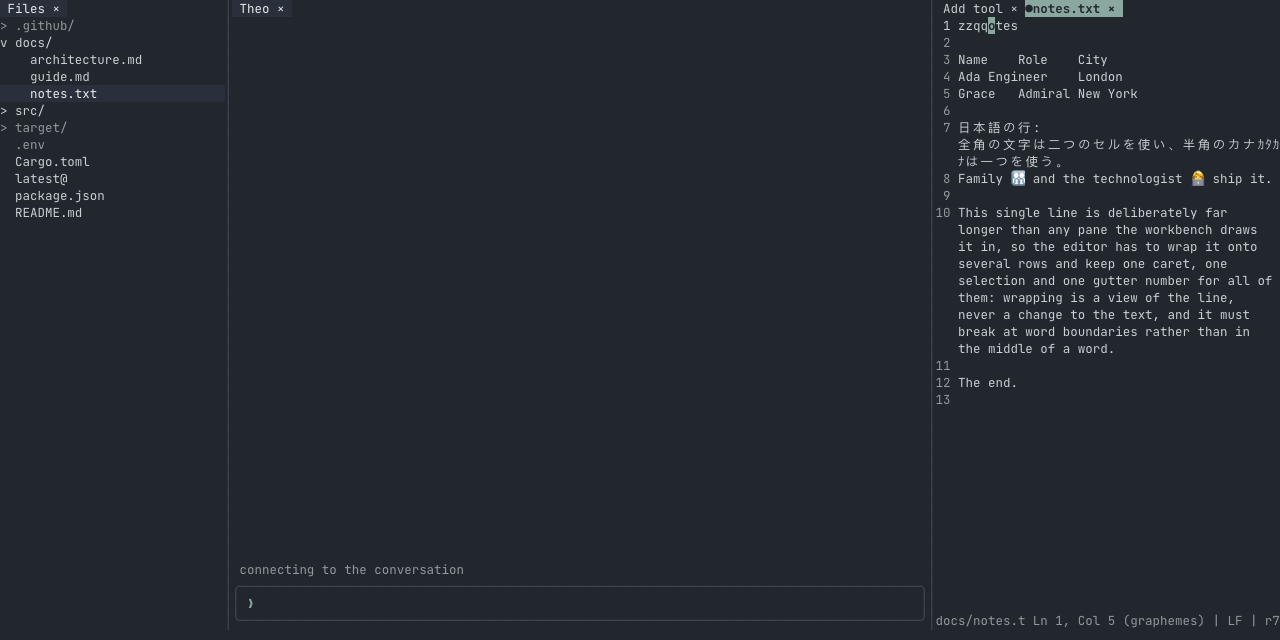 Files ×
> .github/
v docs/
architecture.md
guide.md
notes.txt
> src/
> target/
.env
Cargo.toml
latest@
package.json
README.md
Theo ×
connecting to the conversation
❯
Add tool × ●notes.txt ×
1 zzqqotes
2
3 Name Role City
4 Ada Engineer London
5 Grace Admiral New York
6
7 日本語の行:
全角の文字は二つのセルを使い、半角のカナｶﾀｶ
ﾅは一つを使う。
8 Family and the technologist ship it.
9
10 This single line is deliberately far
longer than any pane the workbench draws
it in, so the editor has to wrap it onto
several rows and keep one caret, one
selection and one gutter number for all of
them: wrapping is a view of the line,
never a change to the text, and it must
break at word boundaries rather than in
the middle of a word.
11
12 The end.
13
docs/notes.t Ln 1, Col 5 (graphemes) | LF | r7